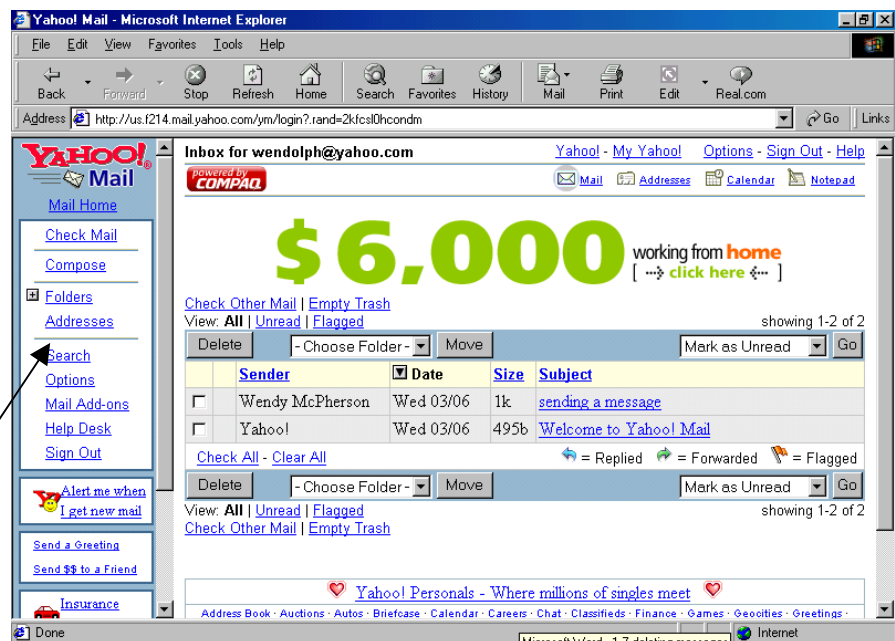 Yahoo! Mail - Microsoft Internet Explorer
File Edit View Favorites Tools Help
Back Forward Stop Refresh Home Search Favorites History Mail Print Edit Real.com
Address http://us.f214.mail.yahoo.com/ym/login?.rand=2kfcsl0hcondm Go Links
YAHOO! Mail
Mail Home
Check Mail
Compose
Folders
Addresses
Search
Options
Mail Add-ons
Help Desk
Sign Out
Alert me when
I get new mail
Send a Greeting
Send $$ to a Friend
Insurance
Inbox for wendolph@yahoo.com Yahoo! - My Yahoo! Options - Sign Out - Help
powered by
COMPAQ Mail Addresses Calendar Notepad
$6,000 working from home
[ click here ]
Check Other Mail | Empty Trash
View: All | Unread | Flagged showing 1-2 of 2
Delete - Choose Folder - Move Mark as Unread Go
Sender Date Size Subject
Wendy McPherson Wed 03/06 1k sending a message
Yahoo! Wed 03/06 495b Welcome to Yahoo! Mail
Check All - Clear All = Replied = Forwarded = Flagged
Delete - Choose Folder - Move Mark as Unread Go
View: All | Unread | Flagged showing 1-2 of 2
Check Other Mail | Empty Trash
Yahoo! Personals - Where millions of singles meet
Address Book · Auctions · Autos · Briefcase · Calendar · Careers · Chat · Classifieds · Finance · Games · Geocities · Greetings ·
Done Internet